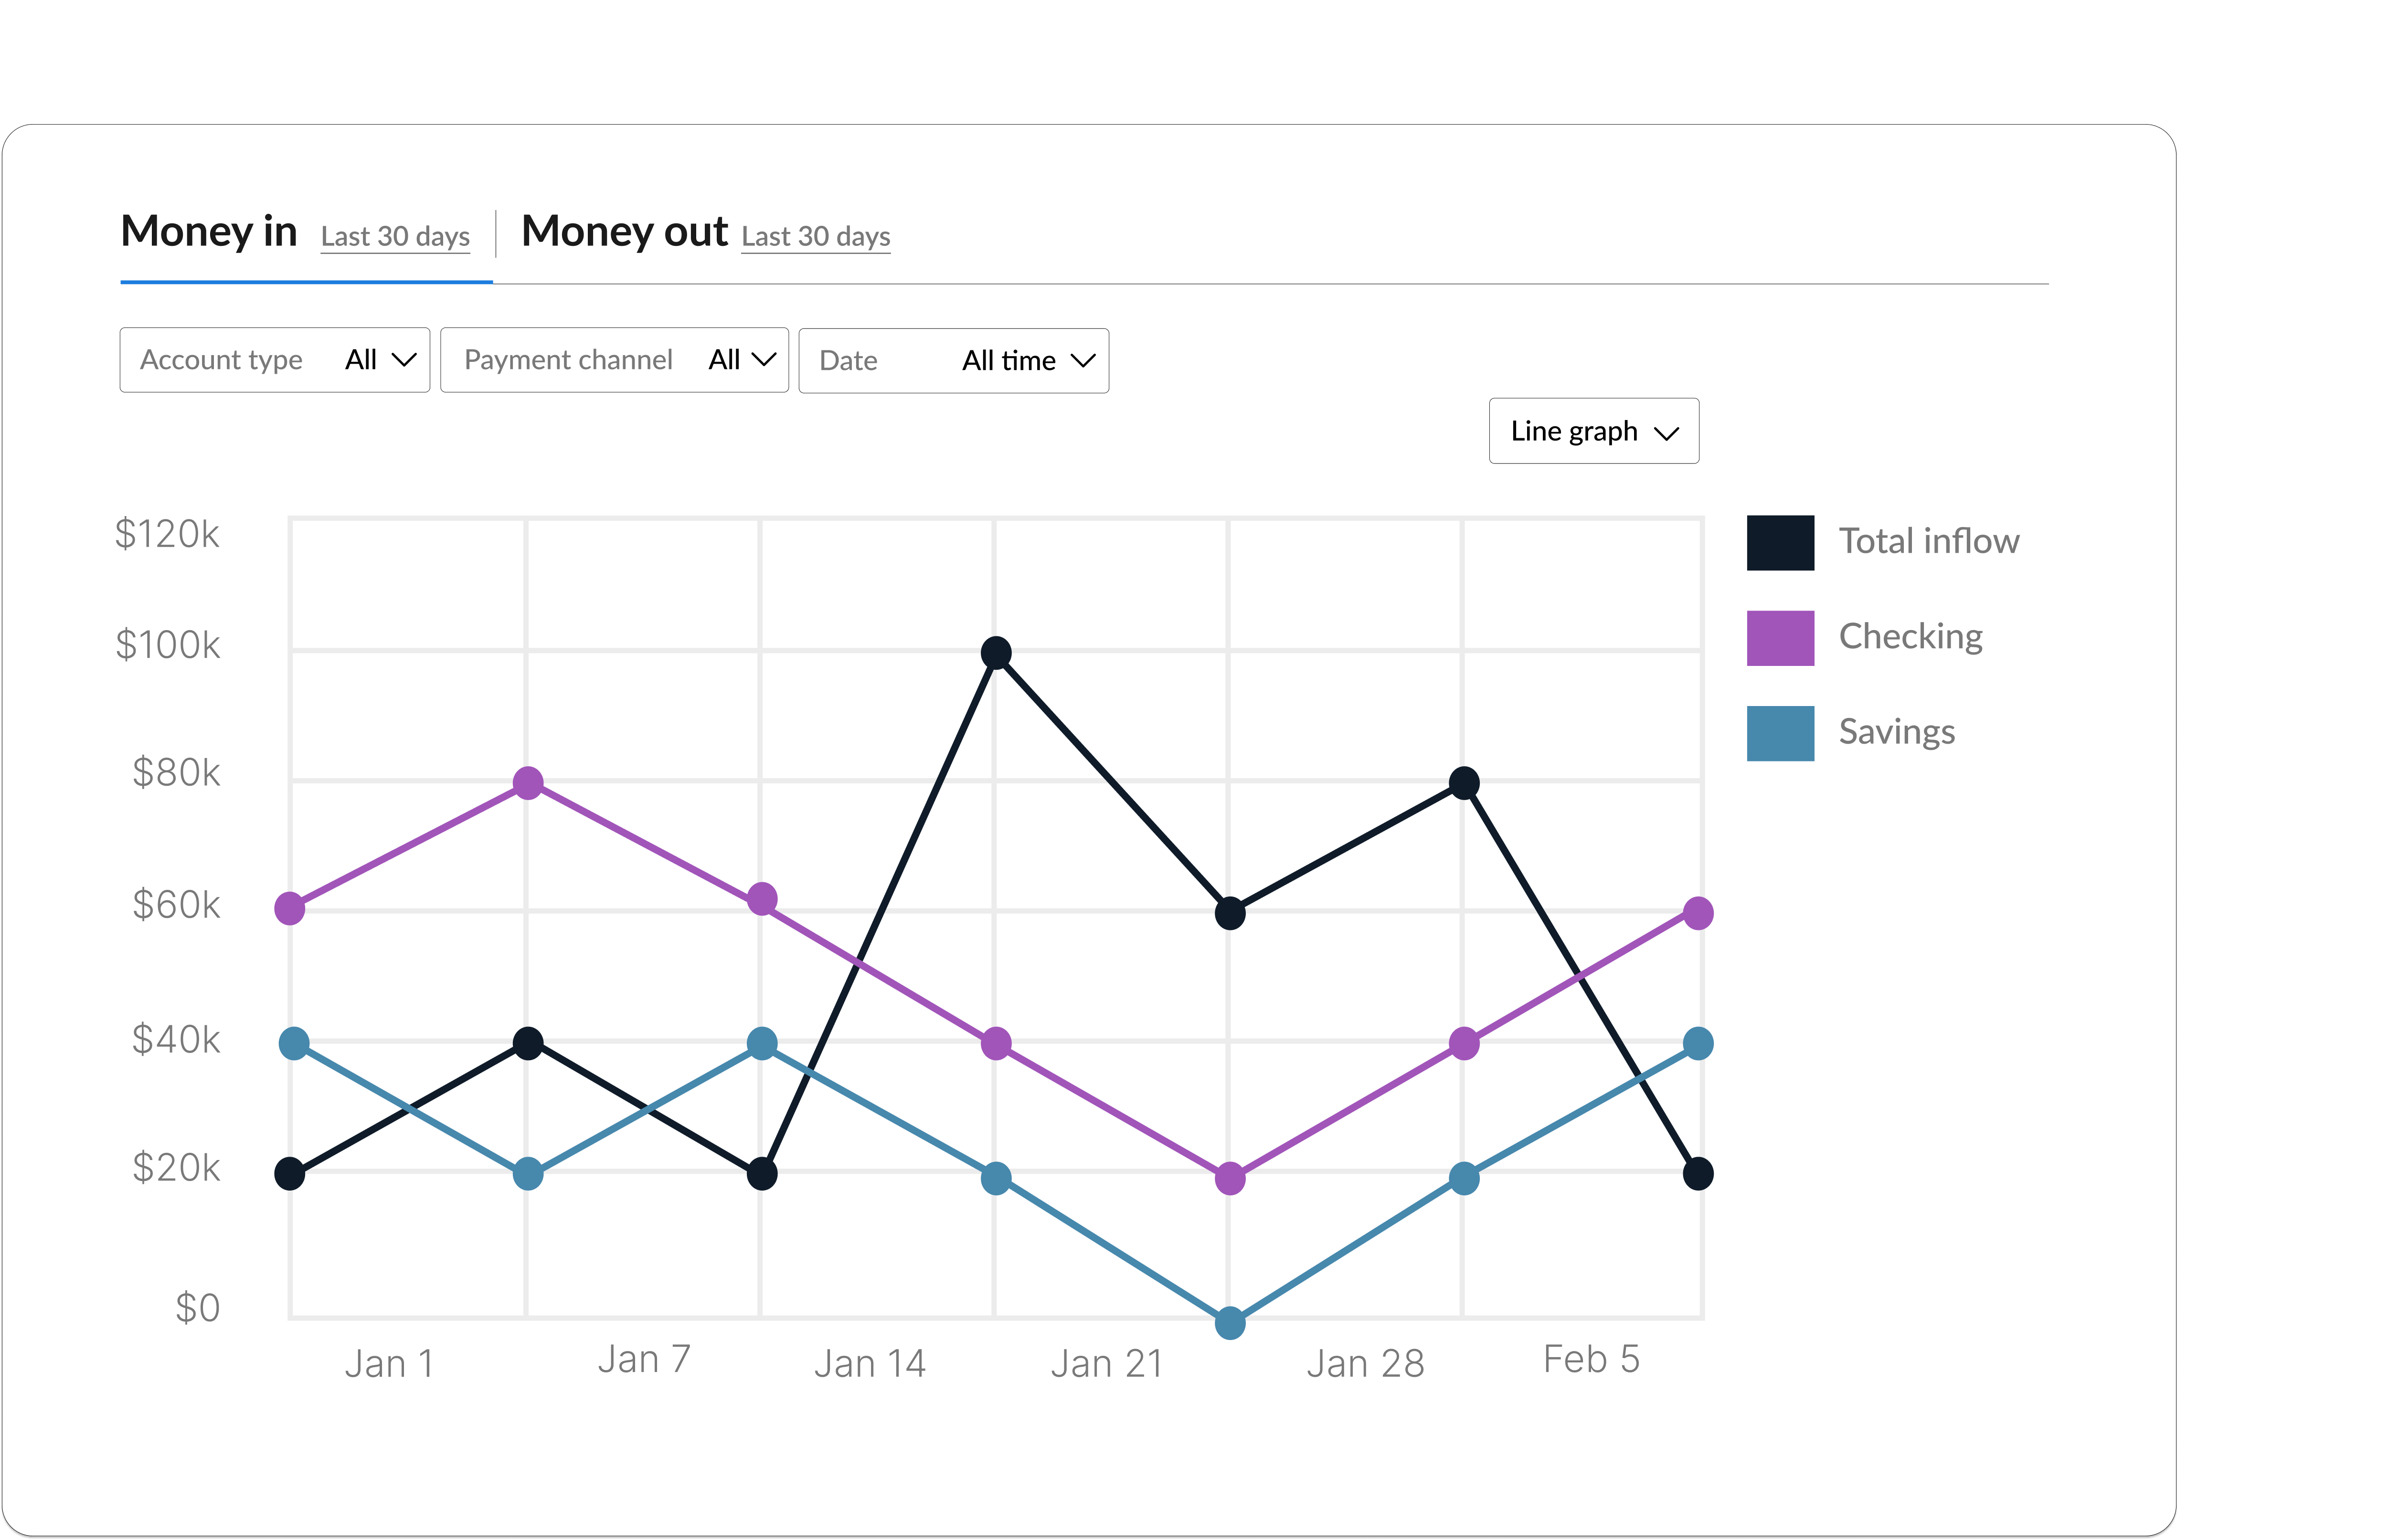 Money in Last 30 days Money out Last 30 days
Account type All Payment channel All Date All time
Line graph
$120k
$100k
$80k
$60k
$40k
$20k
$0
Jan 1 Jan 7 Jan 14 Jan 21 Jan 28 Feb 5
Total inflow
Checking
Savings